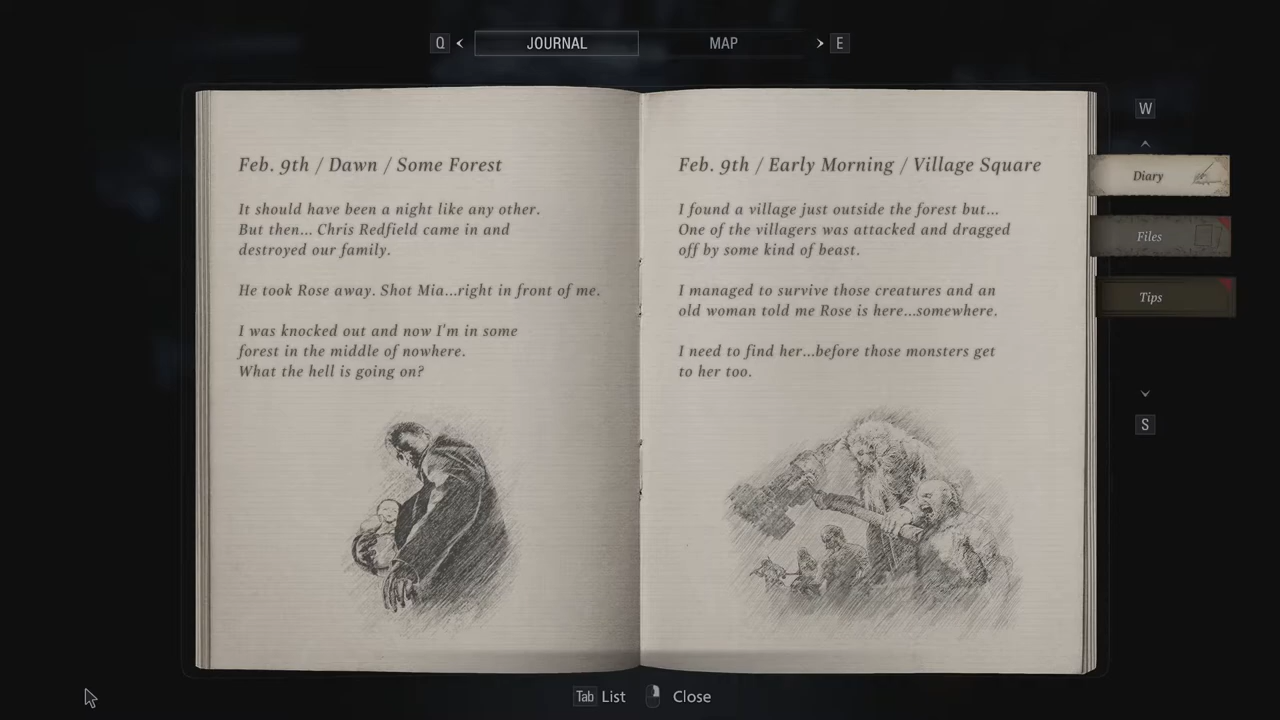 Q < JOURNAL MAP > E
Feb. 9th / Dawn / Some Forest
It should have been a night like any other.
But then... Chris Redfield came in and
destroyed our family.
He took Rose away. Shot Mia...right in front of me.
I was knocked out and now I'm in some
forest in the middle of nowhere.
What the hell is going on?
Feb. 9th / Early Morning / Village Square
I found a village just outside the forest but...
One of the villagers was attacked and dragged
off by some kind of beast.
I managed to survive those creatures and an
old woman told me Rose is here...somewhere.
I need to find her...before those monsters get
to her too.
W
Diary
Files
Tips
S
Tab List Close